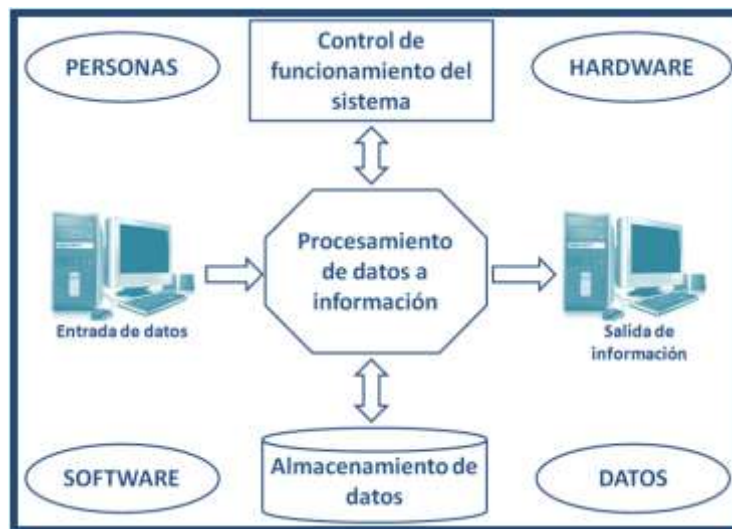 PERSONAS
Control de
funcionamiento del
sistema
HARDWARE
Procesamiento
de datos a
información
Entrada de datos
Salida de
información
SOFTWARE
Almacenamiento de
datos
DATOS